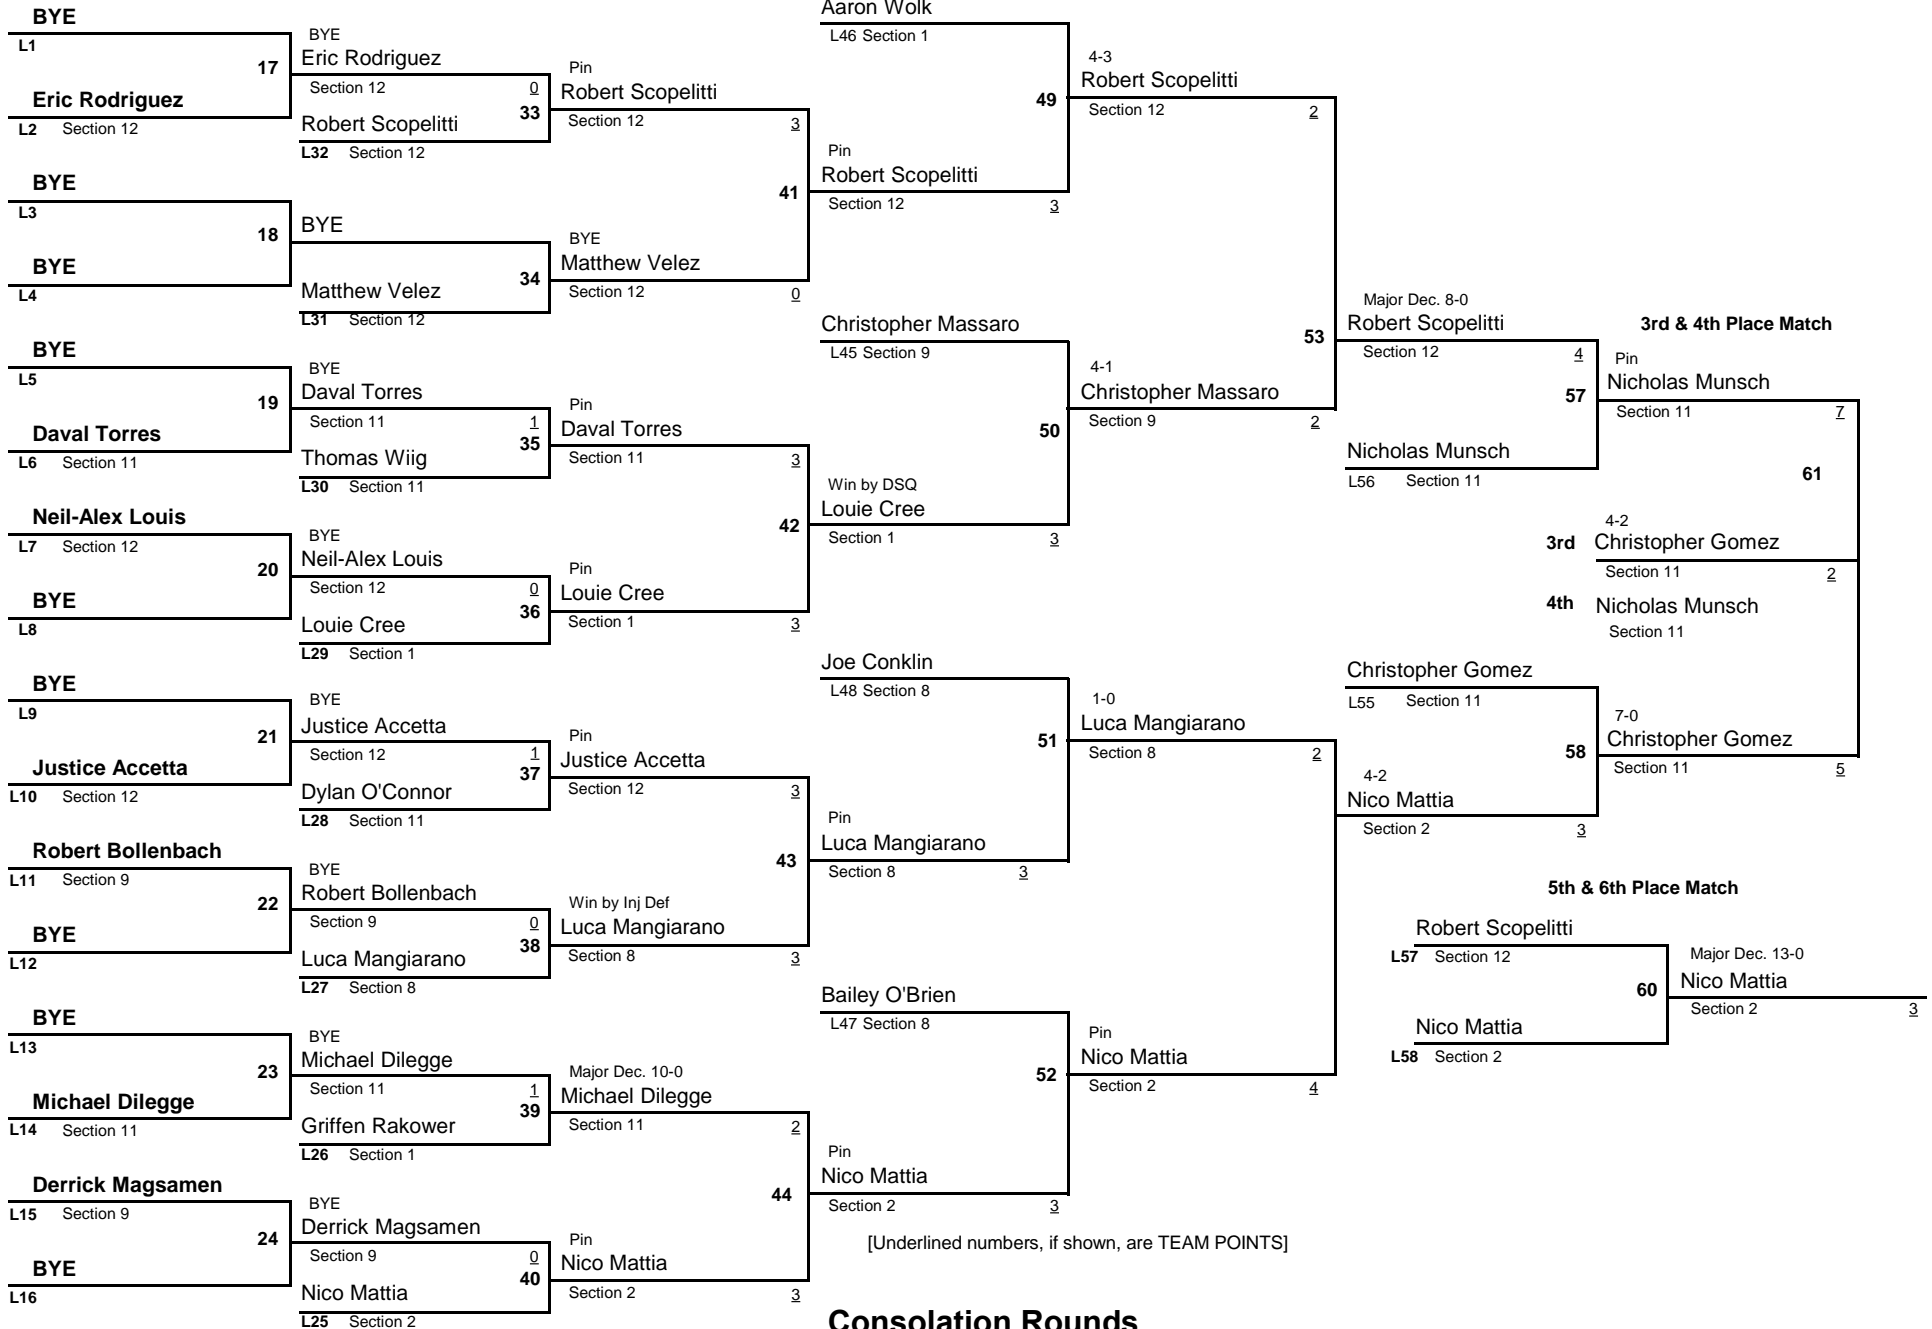 BYE
L1
17
Eric Rodriguez
L2 Section 12
BYE
L3
18
BYE
L4
BYE
L5
19
Daval Torres
L6 Section 11
Neil-Alex Louis
L7 Section 12
20
BYE
L8
BYE
L9
21
Justice Accetta
L10 Section 12
Robert Bollenbach
L11 Section 9
22
BYE
L12
BYE
L13
23
Michael Dilegge
L14 Section 11
Derrick Magsamen
L15 Section 9
24
BYE
L16
BYE
Eric Rodriguez
Section 12 0
33
Robert Scopelitti
L32 Section 12
BYE
34
Matthew Velez
L31 Section 12
BYE
Daval Torres
Section 11 1
35
Thomas Wiig
L30 Section 11
BYE
Neil-Alex Louis
Section 12 0
36
Louie Cree
L29 Section 1
BYE
Justice Accetta
Section 12 1
37
Dylan O'Connor
L28 Section 11
BYE
Robert Bollenbach
Section 9 0
38
Luca Mangiarano
L27 Section 8
BYE
Michael Dilegge
Section 11 1
39
Griffen Rakower
L26 Section 1
BYE
Derrick Magsamen
Section 9 0
40
Nico Mattia
L25 Section 2
Pin
Robert Scopelitti
Section 12 3
41
BYE
Matthew Velez
Section 12 0
Pin
Daval Torres
Section 11 3
42
Pin
Louie Cree
Section 1 3
Pin
Justice Accetta
Section 12 3
43
Win by Inj Def
Luca Mangiarano
Section 8 3
Major Dec. 10-0
Michael Dilegge
Section 11 2
44
Pin
Nico Mattia
Section 2 3
Aaron Wolk
L46 Section 1
49
Pin
Robert Scopelitti
Section 12 3
Christopher Massaro
L45 Section 9
50
Win by DSQ
Louie Cree
Section 1 3
Joe Conklin
L48 Section 8
51
Pin
Luca Mangiarano
Section 8 3
Bailey O'Brien
L47 Section 8
52
Pin
Nico Mattia
Section 2 3
4-3
Robert Scopelitti
Section 12 2
53
4-1
Christopher Massaro
Section 9 2
1-0
Luca Mangiarano
Section 8 2
Pin
Nico Mattia
Section 2 4
Major Dec. 8-0
Robert Scopelitti
Section 12 4
57
Nicholas Munsch
L56 Section 11
Christopher Gomez
L55 Section 11
58
4-2
Nico Mattia
Section 2 3
3rd & 4th Place Match
Pin
Nicholas Munsch
Section 11 7
61
4-2
3rd Christopher Gomez
Section 11 2
4th Nicholas Munsch
Section 11
7-0
Christopher Gomez
Section 11 5
5th & 6th Place Match
Robert Scopelitti
L57 Section 12
60
Nico Mattia
L58 Section 2
Major Dec. 13-0
Nico Mattia
Section 2 3
[Underlined numbers, if shown, are TEAM POINTS]
Consolation Rounds